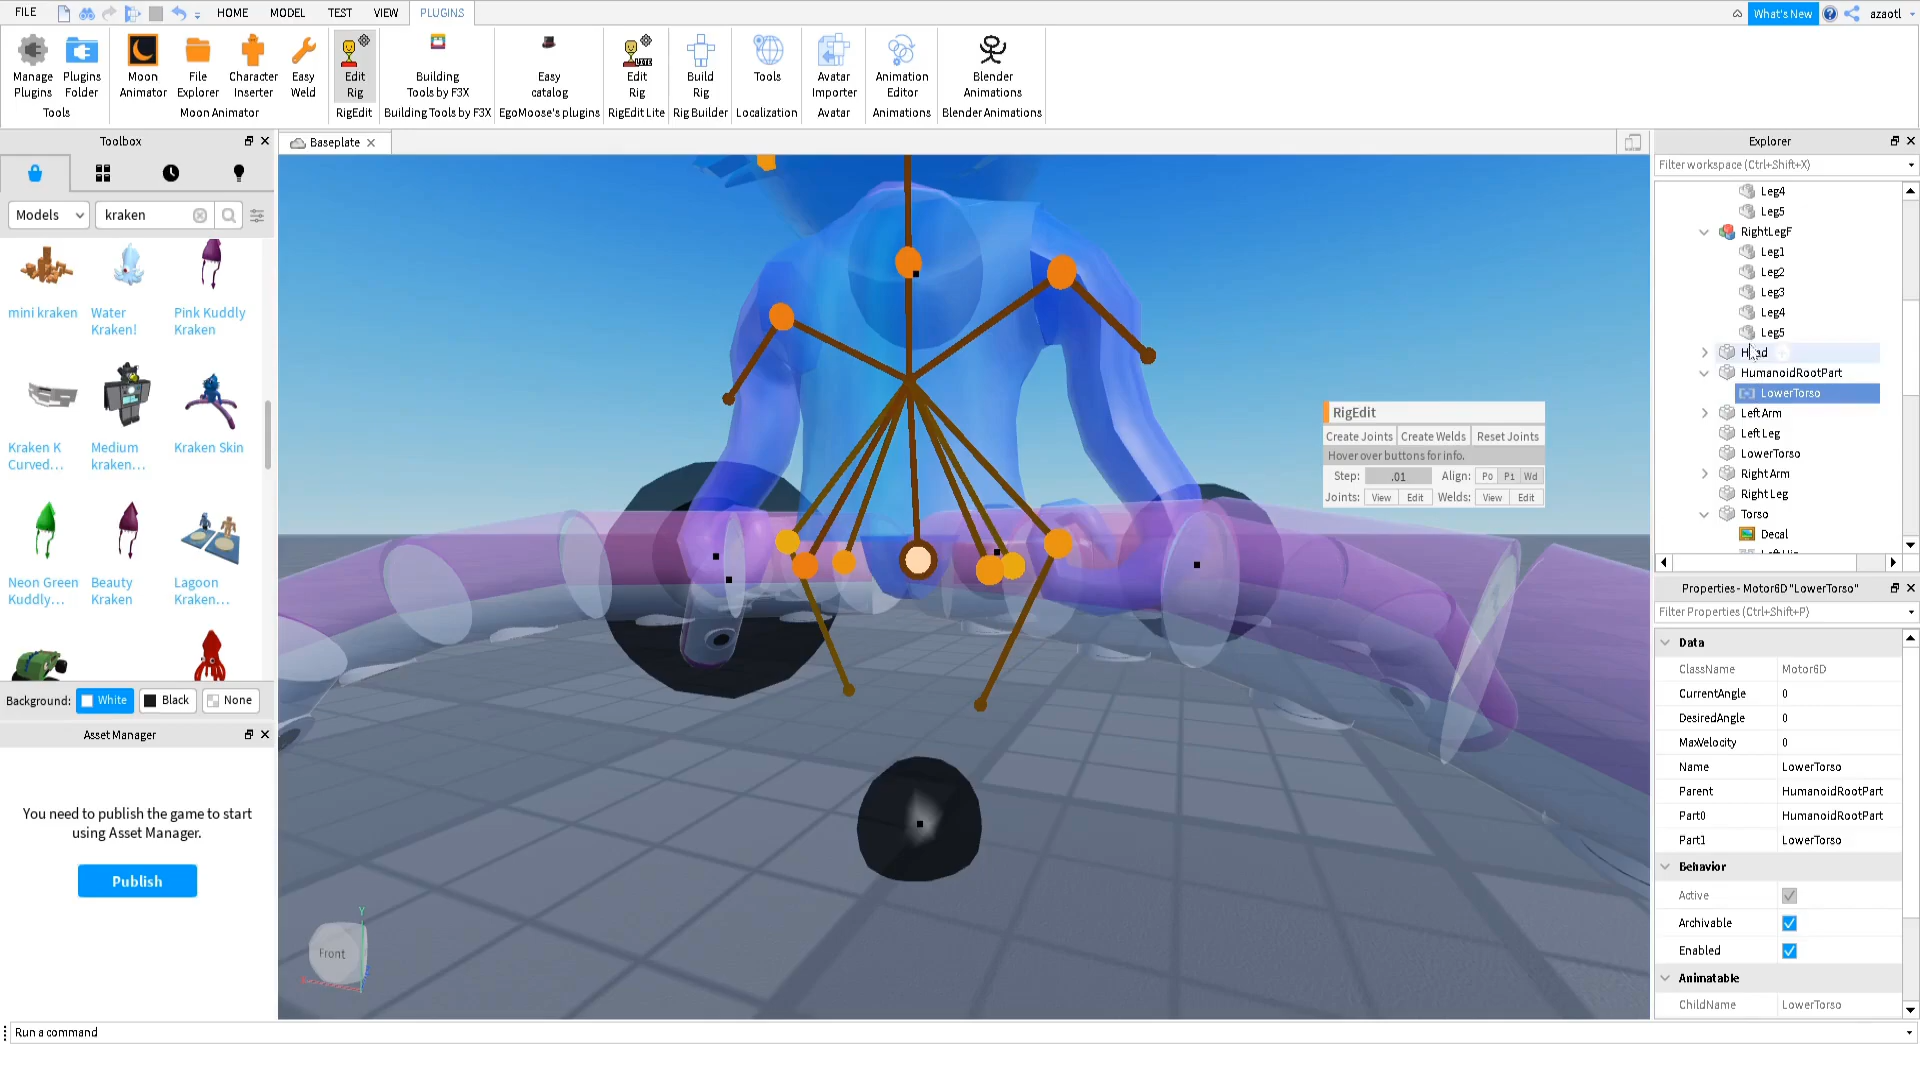 FILE
HOME
MODEL
TEST
VIEW
PLUGINS
What's New
azaotl
Manage Plugins
Plugins Folder
Tools
Moon Animator
File Explorer
Character Inserter
Easy Weld
Moon Animator
Edit Rig
RigEdit
Building Tools by F3X
Building Tools by F3X
Easy catalog
EgoMoose's plugins
LITE
Edit Rig
RigEdit Lite
Build Rig
Rig Builder
Tools
Localization
Avatar Importer
Avatar
Animation Editor
Animations
Blender Animations
Blender Animations
Toolbox
Models
kraken
mini kraken
Water Kraken!
Pink Kuddly Kraken
Kraken K Curved...
Medium kraken...
Kraken Skin
Neon Green Kuddly...
Beauty Kraken
Lagoon Kraken...
Background:
White
Black
None
Asset Manager
You need to publish the game to start
using Asset Manager.
Publish
Run a command
Baseplate
RigEdit
Create Joints
Create Welds
Reset Joints
Hover over buttons for info.
Step:
.01
Align:
P0
P1
Wd
Joints:
View
Edit
Welds:
View
Edit
Y
Front
Explorer
Filter workspace (Ctrl+Shift+X)
Leg4
Leg5
RightLegF
Leg1
Leg2
Leg3
Leg4
Leg5
Head
HumanoidRootPart
LowerTorso
Left Arm
Left Leg
LowerTorso
Right Arm
Right Leg
Torso
Decal
Properties - Motor6D "LowerTorso"
Filter Properties (Ctrl+Shift+P)
Data
ClassName Motor6D
CurrentAngle 0
DesiredAngle 0
MaxVelocity 0
Name LowerTorso
Parent HumanoidRootPart
Part0 HumanoidRootPart
Part1 LowerTorso
Behavior
Active
Archivable
Enabled
Animatable
ChildName LowerTorso